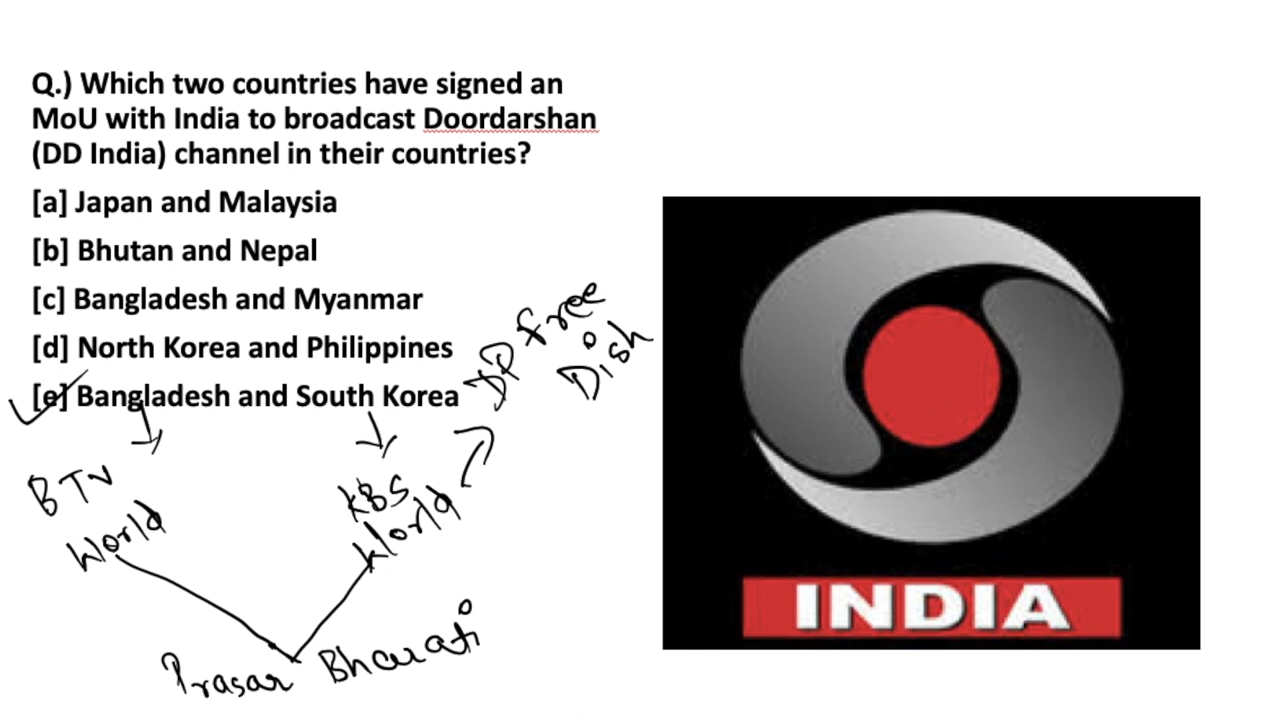 Q.) Which two countries have signed an
MoU with India to broadcast Doordarshan
(DD India) channel in their countries?
[a] Japan and Malaysia
[b] Bhutan and Nepal
[c] Bangladesh and Myanmar
[d] North Korea and Philippines
[e] Bangladesh and South Korea
BTV
World
KBS
World
DD free
Dish
Prasar Bharati
INDIA